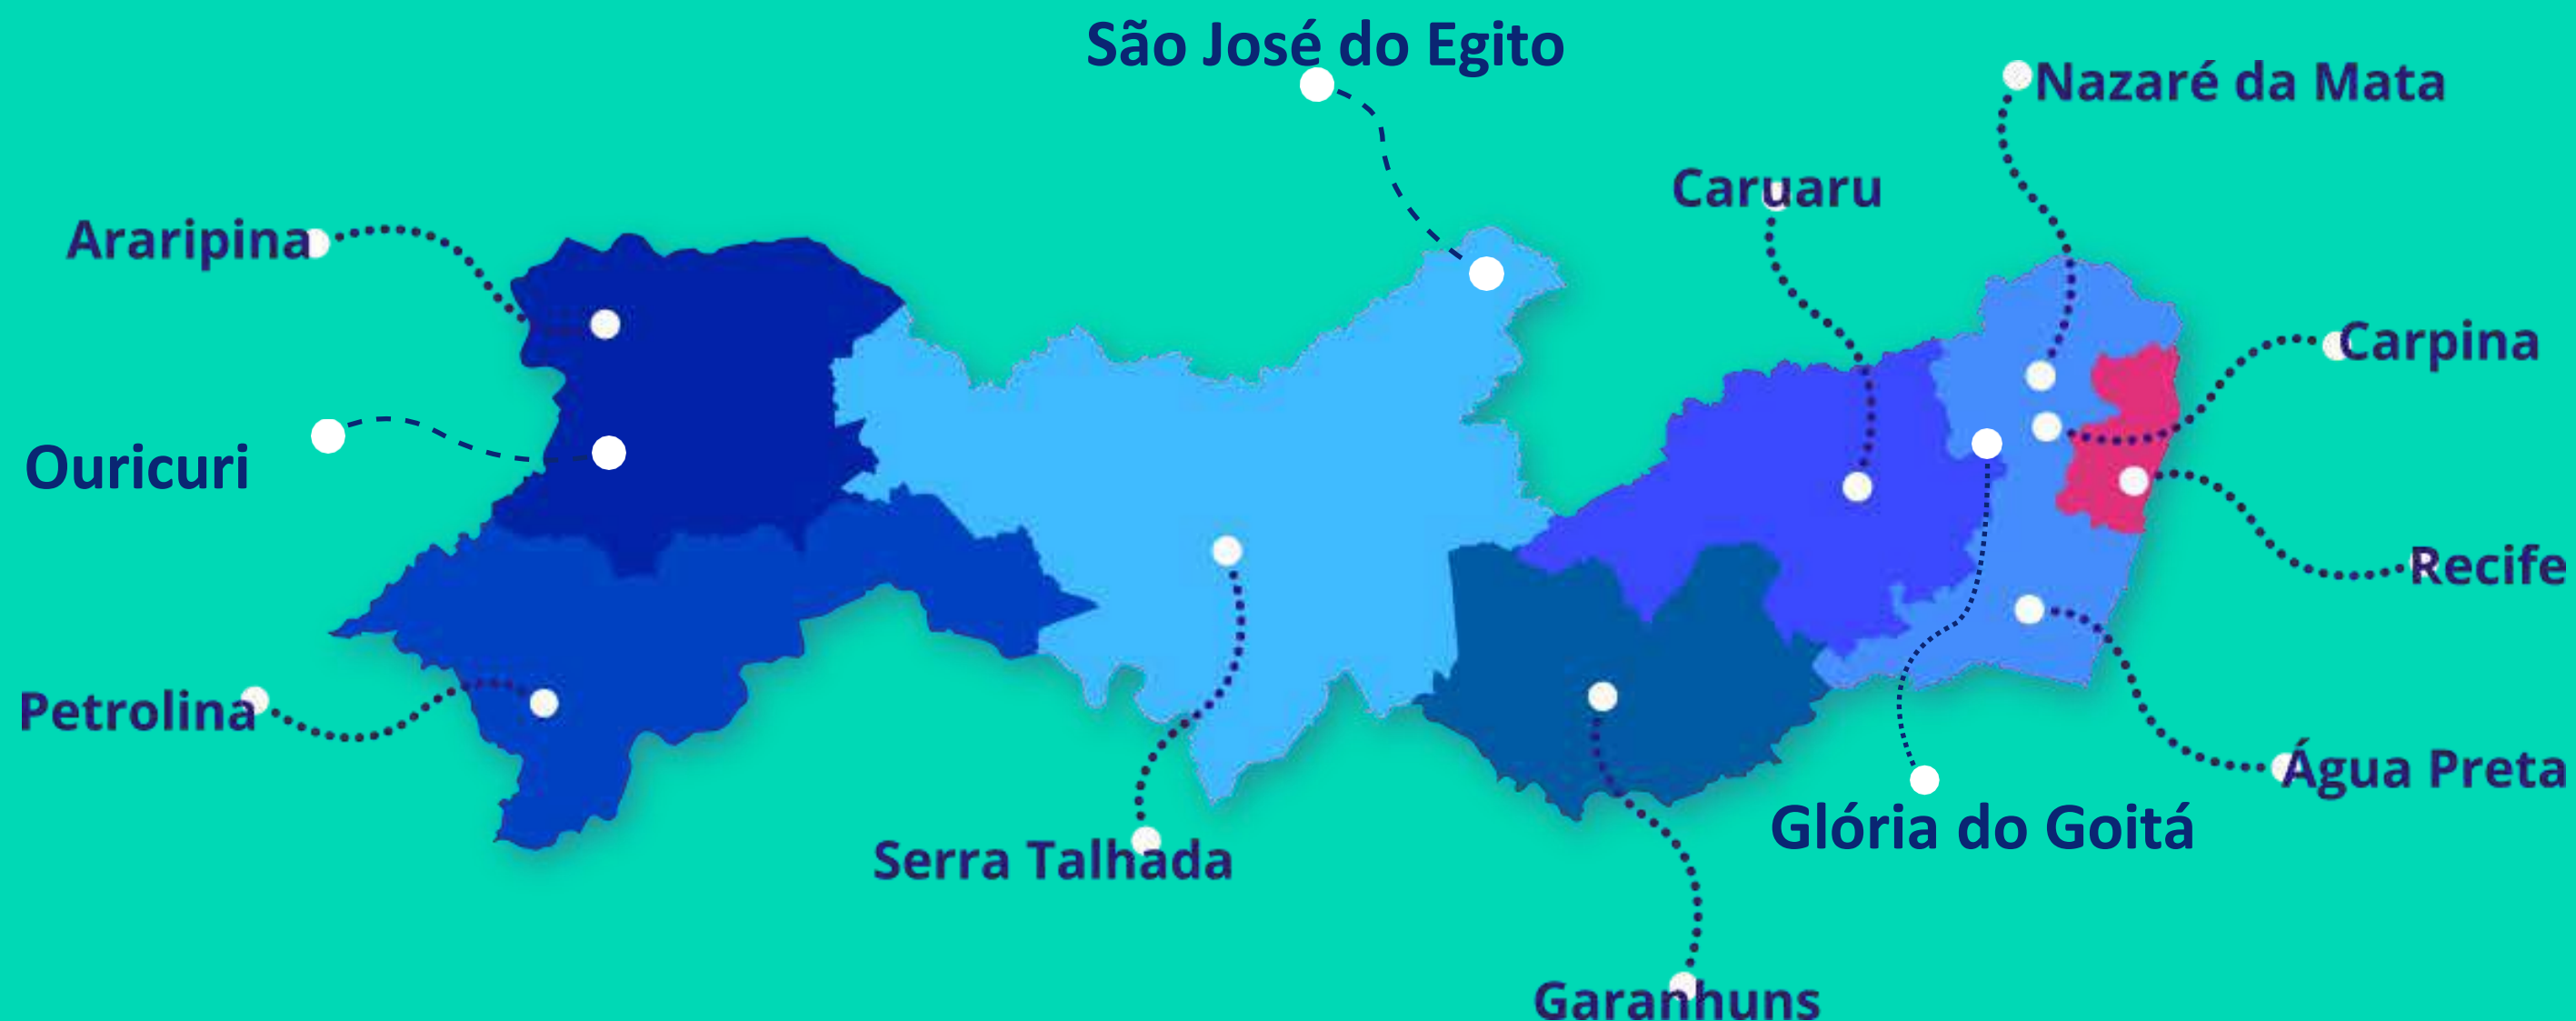 São José do Egito
Nazaré da Mata
Caruaru
Araripina
Carpina
Ouricuri
Recife
Petrolina
Água Preta
Glória do Goitá
Serra Talhada
Garanhuns